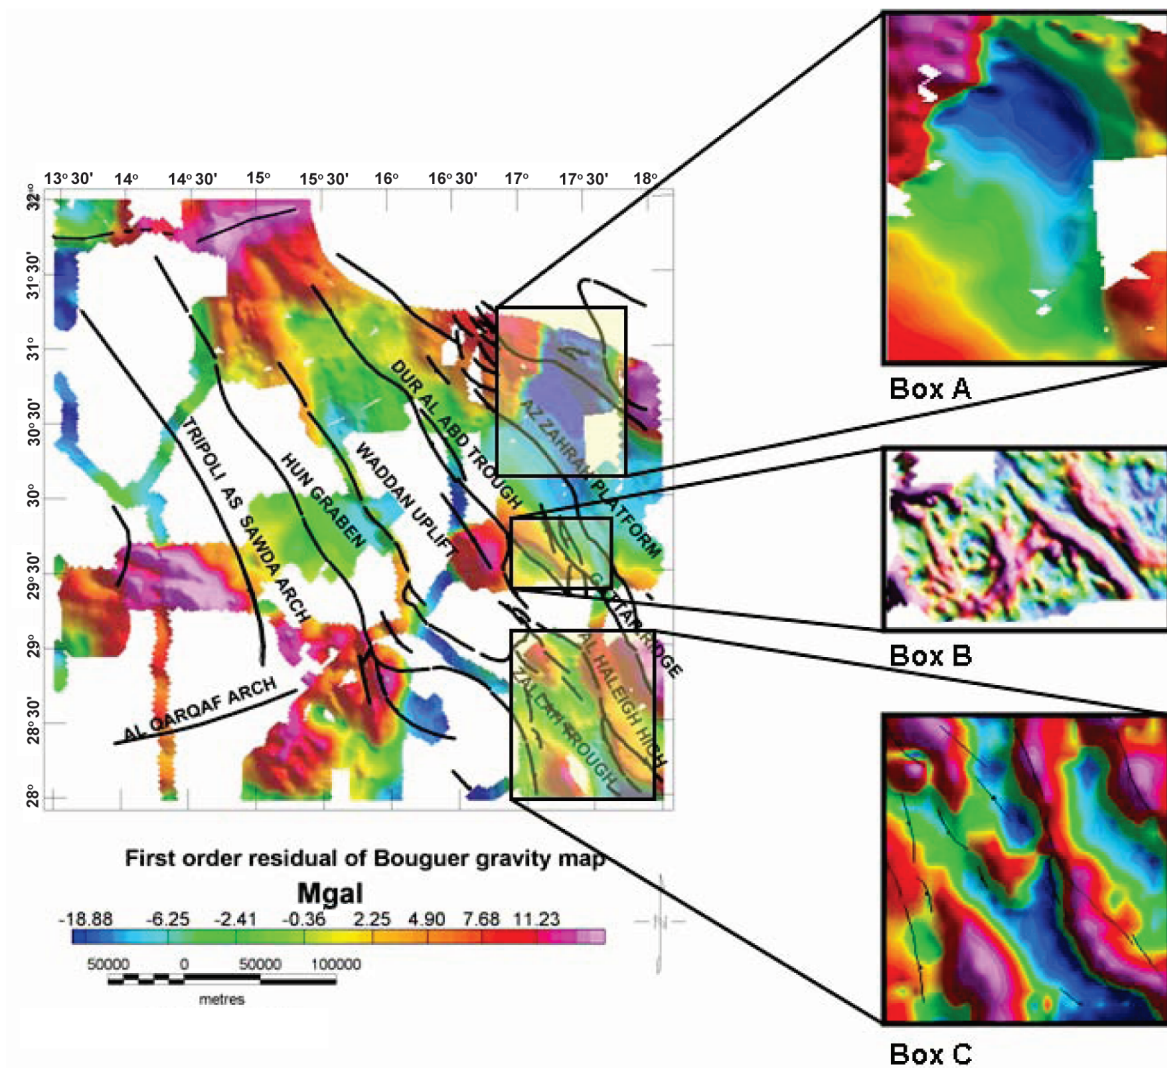 13°30'
14°
14°30'
15°
15°30'
16°
16°30'
17°
17°30'
18°
32°
31°30'
31°
30°30'
30°
29°30'
29°
28°30'
28°
TRIPOLI AS SAWDA ARCH
HUN GRABEN
WADDAN UPLIFT
DUR AL ABD TROUGH
AZ ZAHRAH PLATFORM
GATTAR RIDGE
AL HALEIGH HIGH
ZALLAH TROUGH
AL QARQAF ARCH
Box A
Box B
Box C
First order residual of Bouguer gravity map
Mgal
-18.88 -6.25 -2.41 -0.36 2.25 4.90 7.68 11.23
50000 0 50000 100000
metres
N